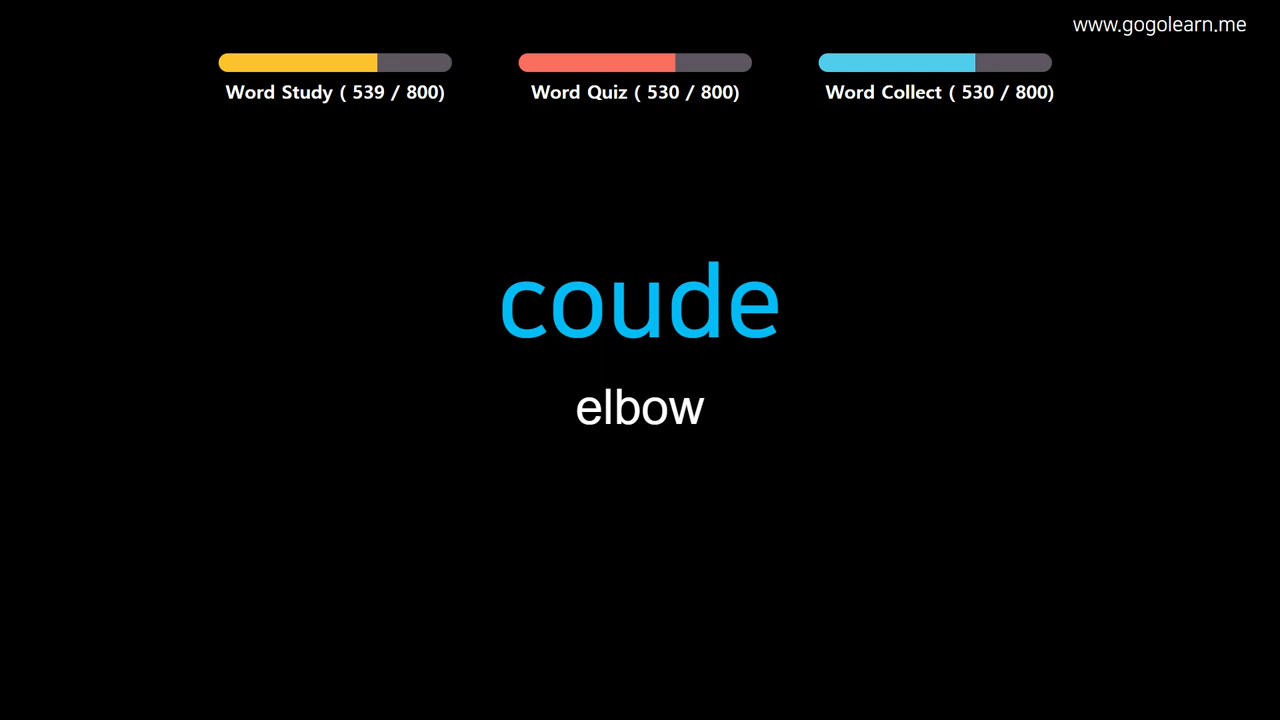 www.gogolearn.me
Word Study ( 539 / 800)
Word Quiz ( 530 / 800)
Word Collect ( 530 / 800)
coude
elbow